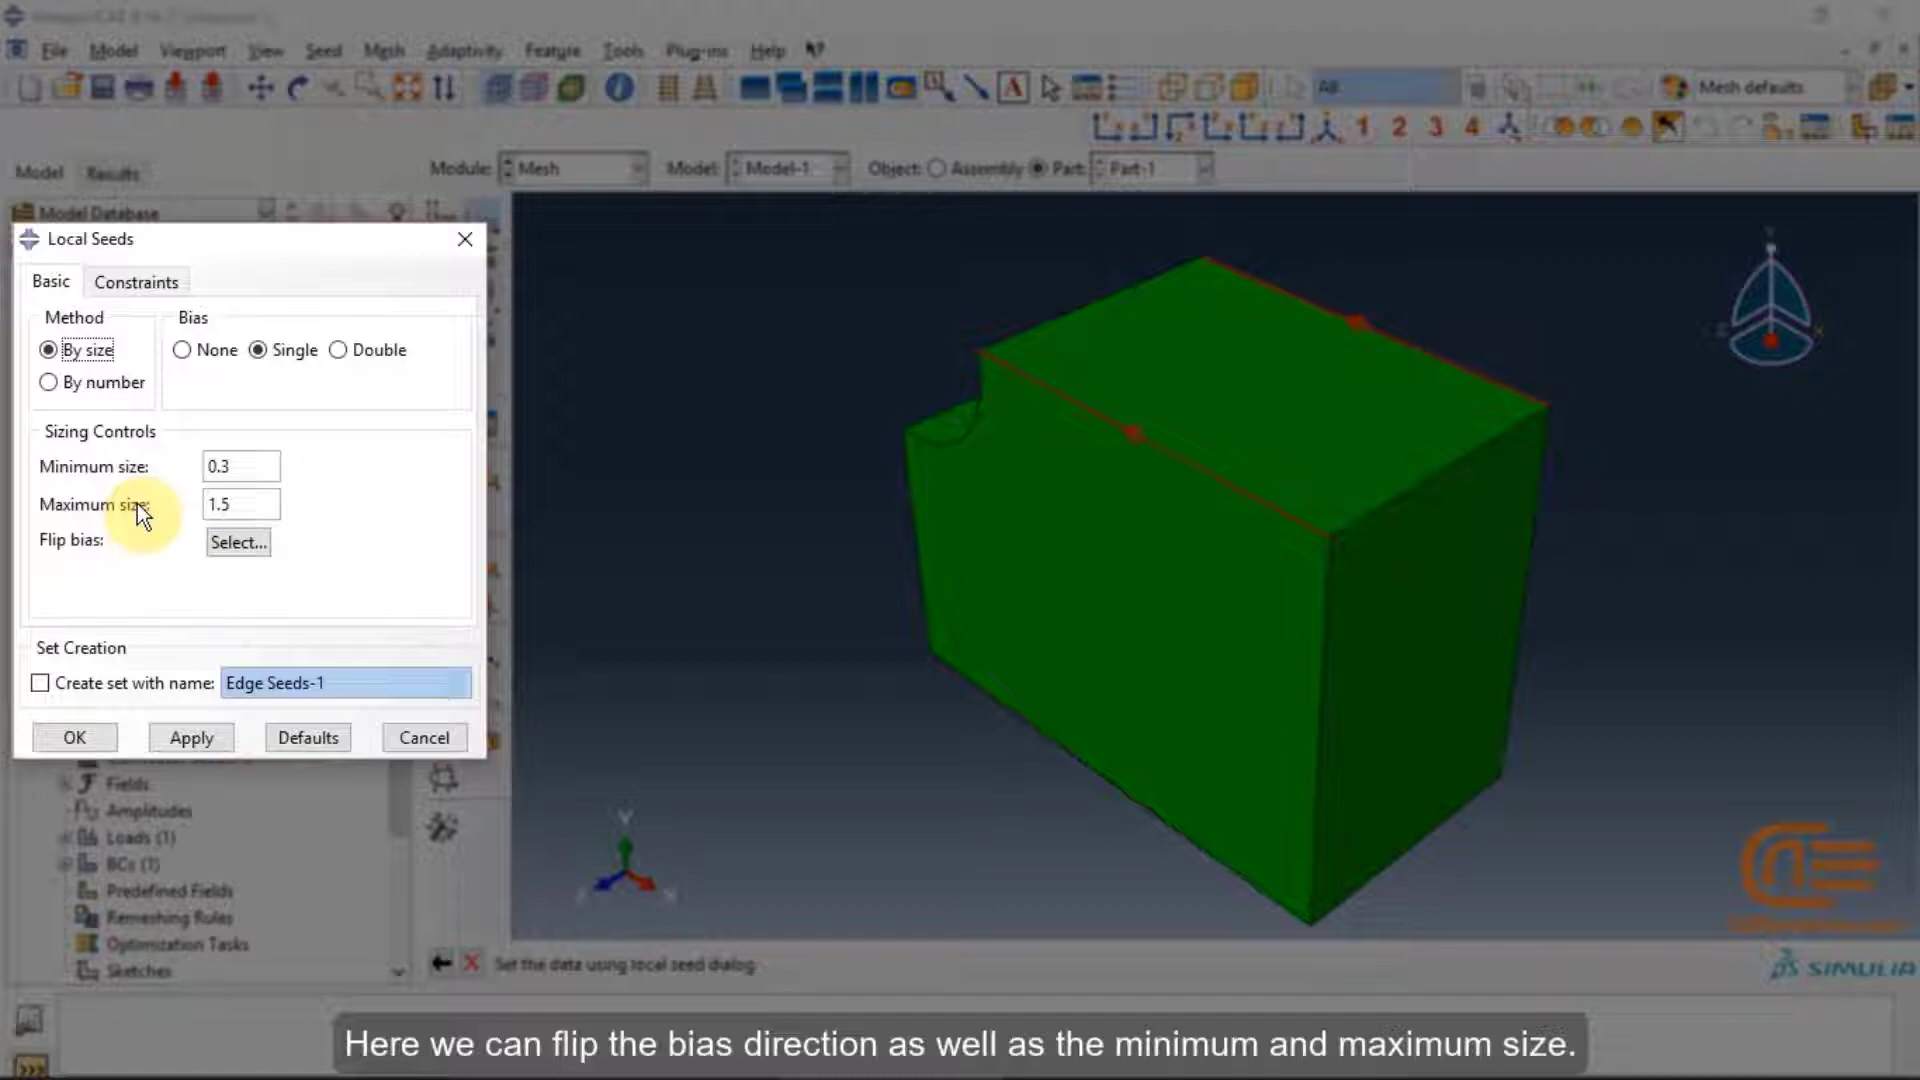 File Model Viewport View Seed Mesh Adaptivity Feature Tools Plug-ins Help
All Mesh defaults
1 2 3 4
Model Results Module: Mesh Model: Model-1 Object: Assembly Part: Part-1
Model Database
Local Seeds
Basic Constraints
Method Bias
By size None Single Double
By number
Sizing Controls
Minimum size: 0.3
Maximum size: 1.5
Flip bias: Select...
Set Creation
Create set with name: Edge Seeds-1
OK Apply Defaults Cancel
Fields
Amplitudes
Loads (1)
BCs (1)
Predefined Fields
Remeshing Rules
Optimization Tasks
Sketches
Y
Set the data using local seed dialog
SIMULIA
Here we can flip the bias direction as well as the minimum and maximum size.